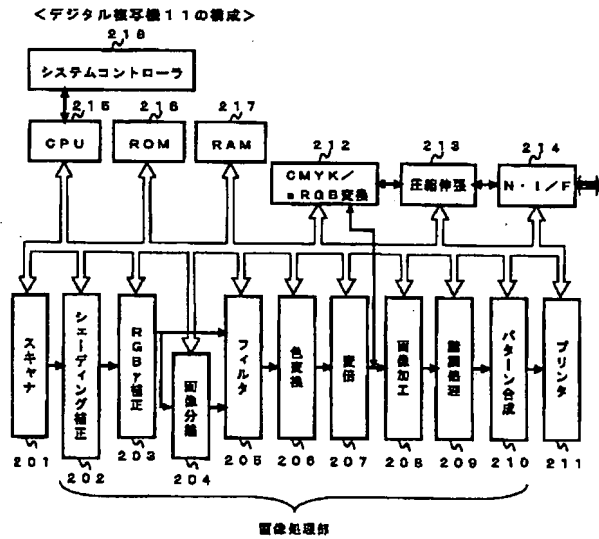 <デジタル複写機11の構成>
218
システムコントローラ
215
CPU
216
ROM
217
RAM
212
CMYK/
sRGB変換
213
圧縮伸張
214
N・I/F
スキャナ
201
シェーディング補正
202
RGBγ補正
203
画像分離
204
フィルタ
205
色変換
206
変倍
207
画像加工
208
階調処理
209
パターン合成
210
プリンタ
211
画像処理部